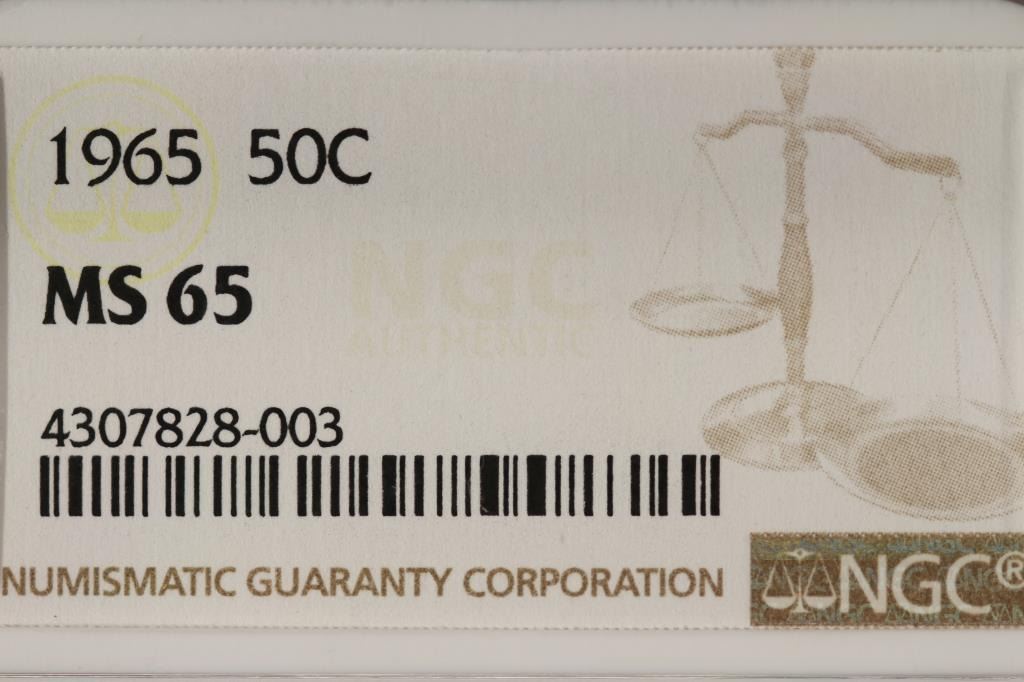 1965 50C
MS 65
NGC
AUTHENTIC
4307828-003
NUMISMATIC GUARANTY CORPORATION
NGC®